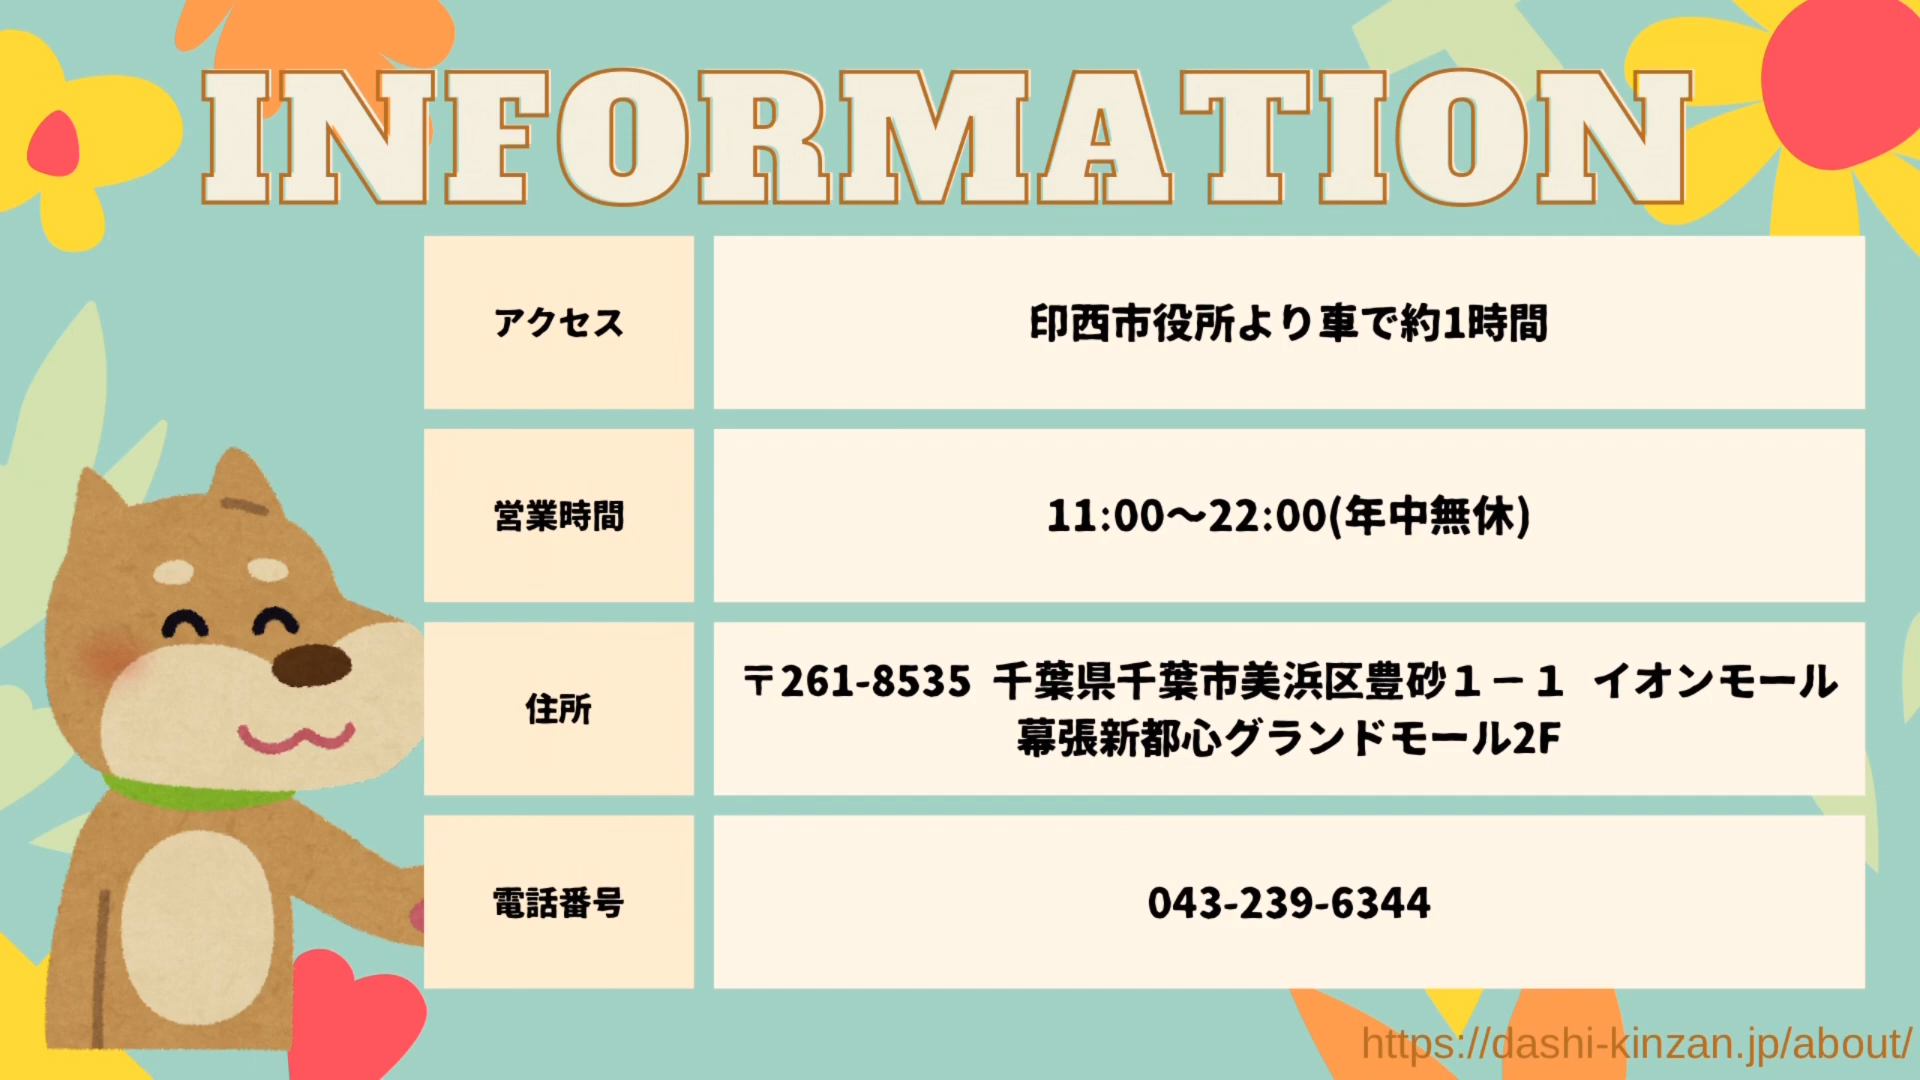 INFORMATION
アクセス
印西市役所より車で約1時間
営業時間
11:00～22:00(年中無休)
住所
〒261-8535 千葉県千葉市美浜区豊砂１－１ イオンモール
幕張新都心グランドモール2F
電話番号
043-239-6344
https://dashi-kinzan.jp/about/